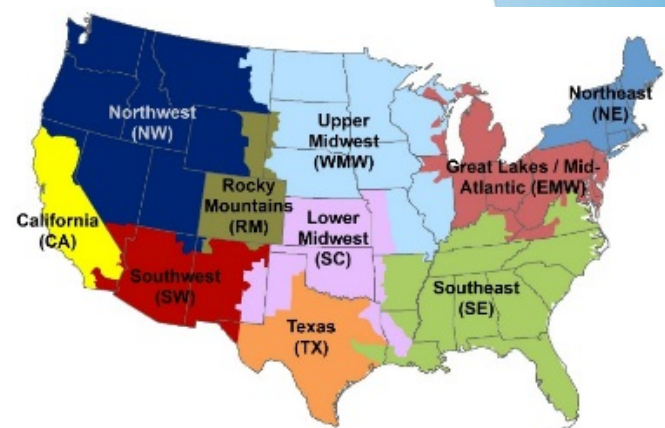 Northwest
(NW)
Upper
Midwest
(WMW)
Northeast
(NE)
Great Lakes / Mid-
Atlantic (EMW)
Rocky
Mountains
(RM)
California
(CA)
Lower
Midwest
(SC)
Southwest
(SW)
Southeast
(SE)
Texas
(TX)